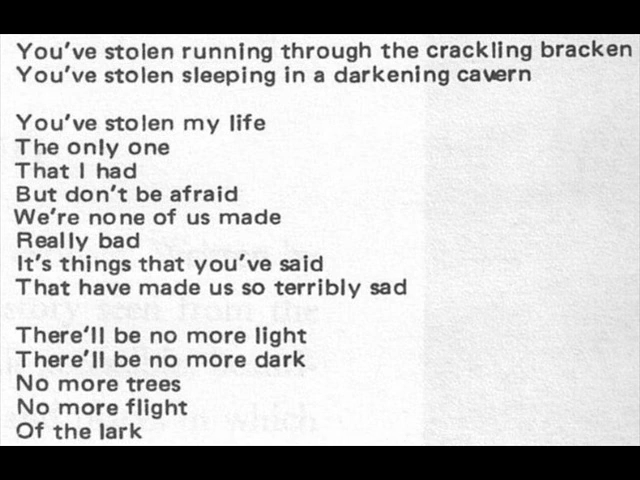 You've stolen running through the crackling bracken
You've stolen sleeping in a darkening cavern
You've stolen my life
The only one
That I had
But don't be afraid
We're none of us made
Really bad
It's things that you've said
That have made us so terribly sad
There'll be no more light
There'll be no more dark
No more trees
No more flight
Of the lark